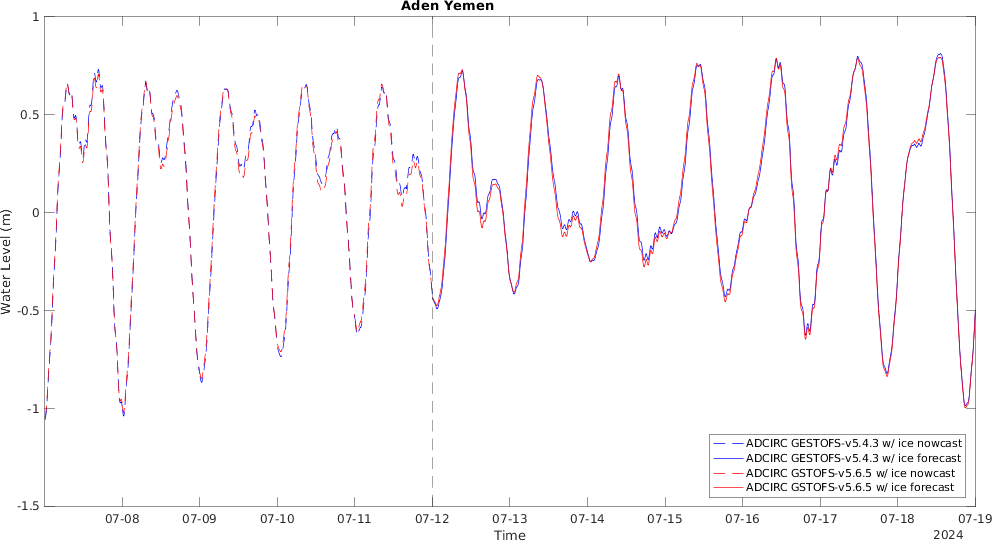 Aden Yemen
Water Level (m)
1
0.5
0
-0.5
-1
-1.5
ADCIRC GESTOFS-v5.4.3 w/ ice nowcast
ADCIRC GESTOFS-v5.4.3 w/ ice forecast
ADCIRC GSTOFS-v5.6.5 w/ ice nowcast
ADCIRC GSTOFS-v5.6.5 w/ ice forecast
07-08 07-09 07-10 07-11 07-12 07-13 07-14 07-15 07-16 07-17 07-18 07-19
Time
2024